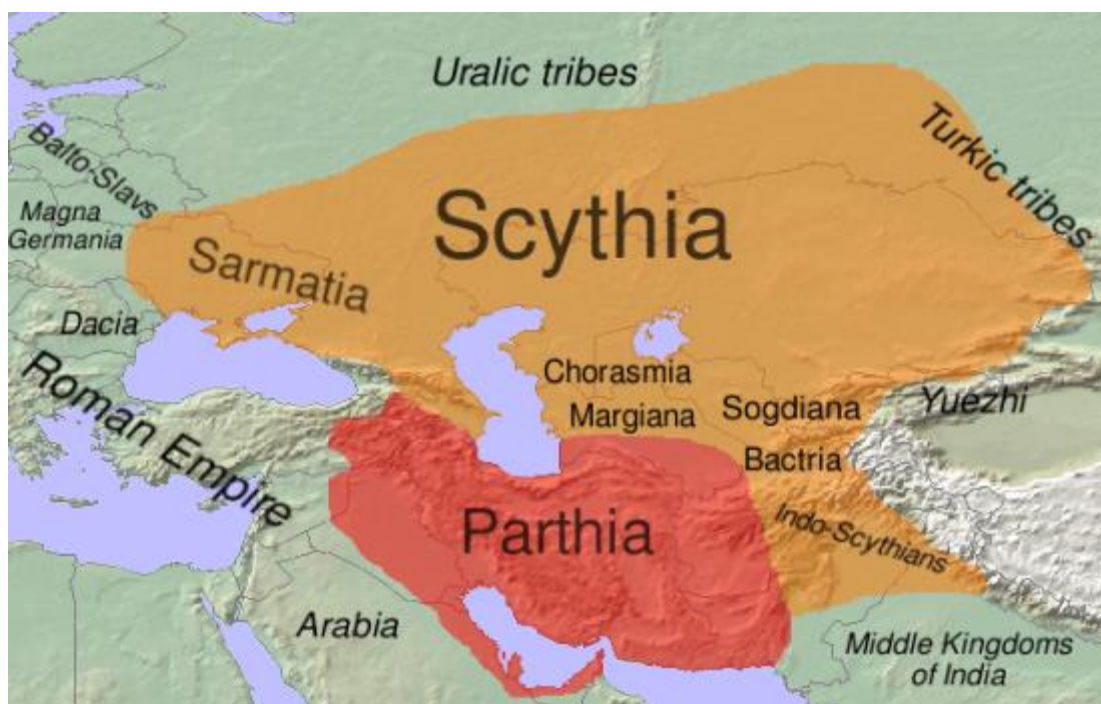 Uralic tribes
Turkic tribes
Balto-Slavs
Magna
Germania
Scythia
Sarmatia
Dacia
Roman Empire
Chorasmia
Margiana
Sogdiana
Yuezhi
Bactria
Parthia
Indo-Scythians
Arabia
Middle Kingdoms
of India